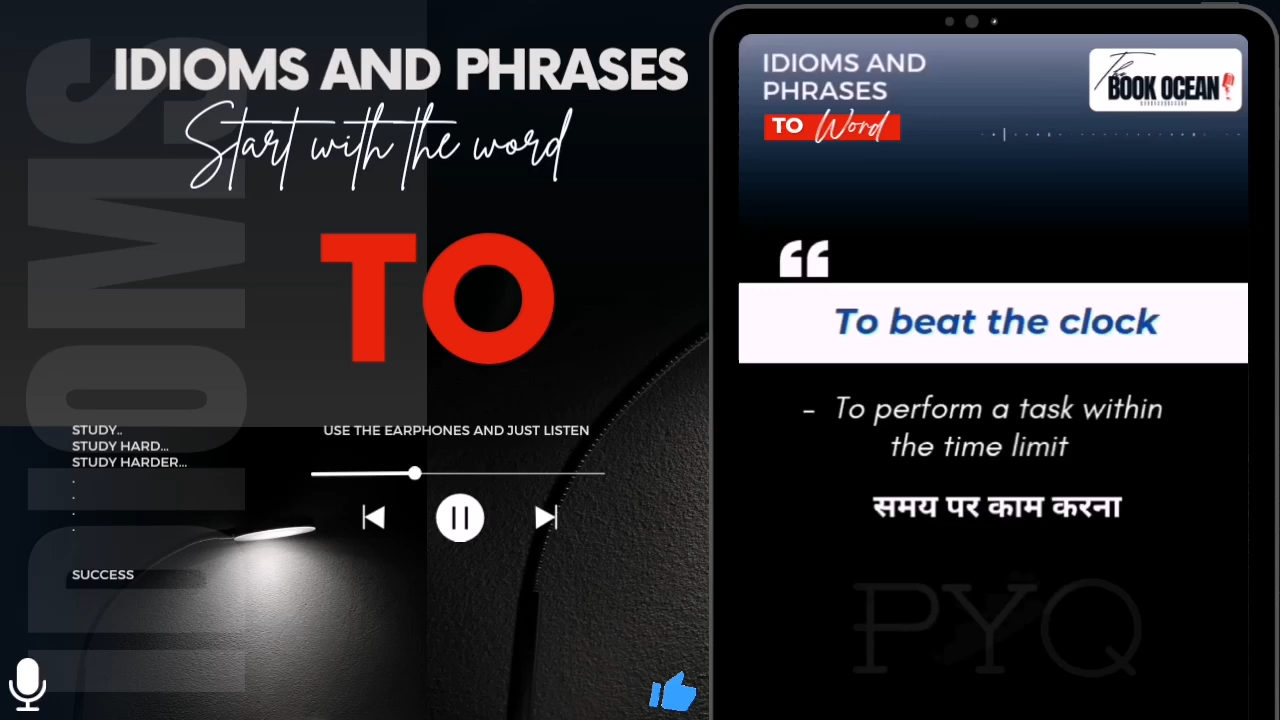 IDIOMS
IDIOMS AND PHRASES
Start with the word
TO
STUDY..
STUDY HARD...
STUDY HARDER...
.
.
.
.
SUCCESS
USE THE EARPHONES AND JUST LISTEN
IDIOMS AND
PHRASES
TO Word
The
BOOK OCEAN
To beat the clock
- To perform a task within
the time limit
समय पर काम करना
PYQ